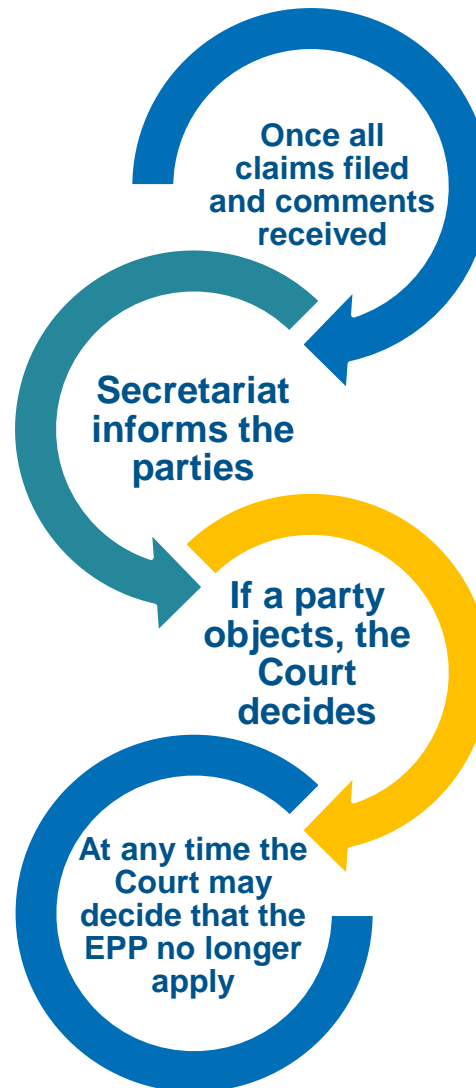 Once all
claims filed
and comments
received
Secretariat
informs the
parties
If a party
objects, the
Court
decides
At any time the
Court may
decide that the
EPP no longer
apply